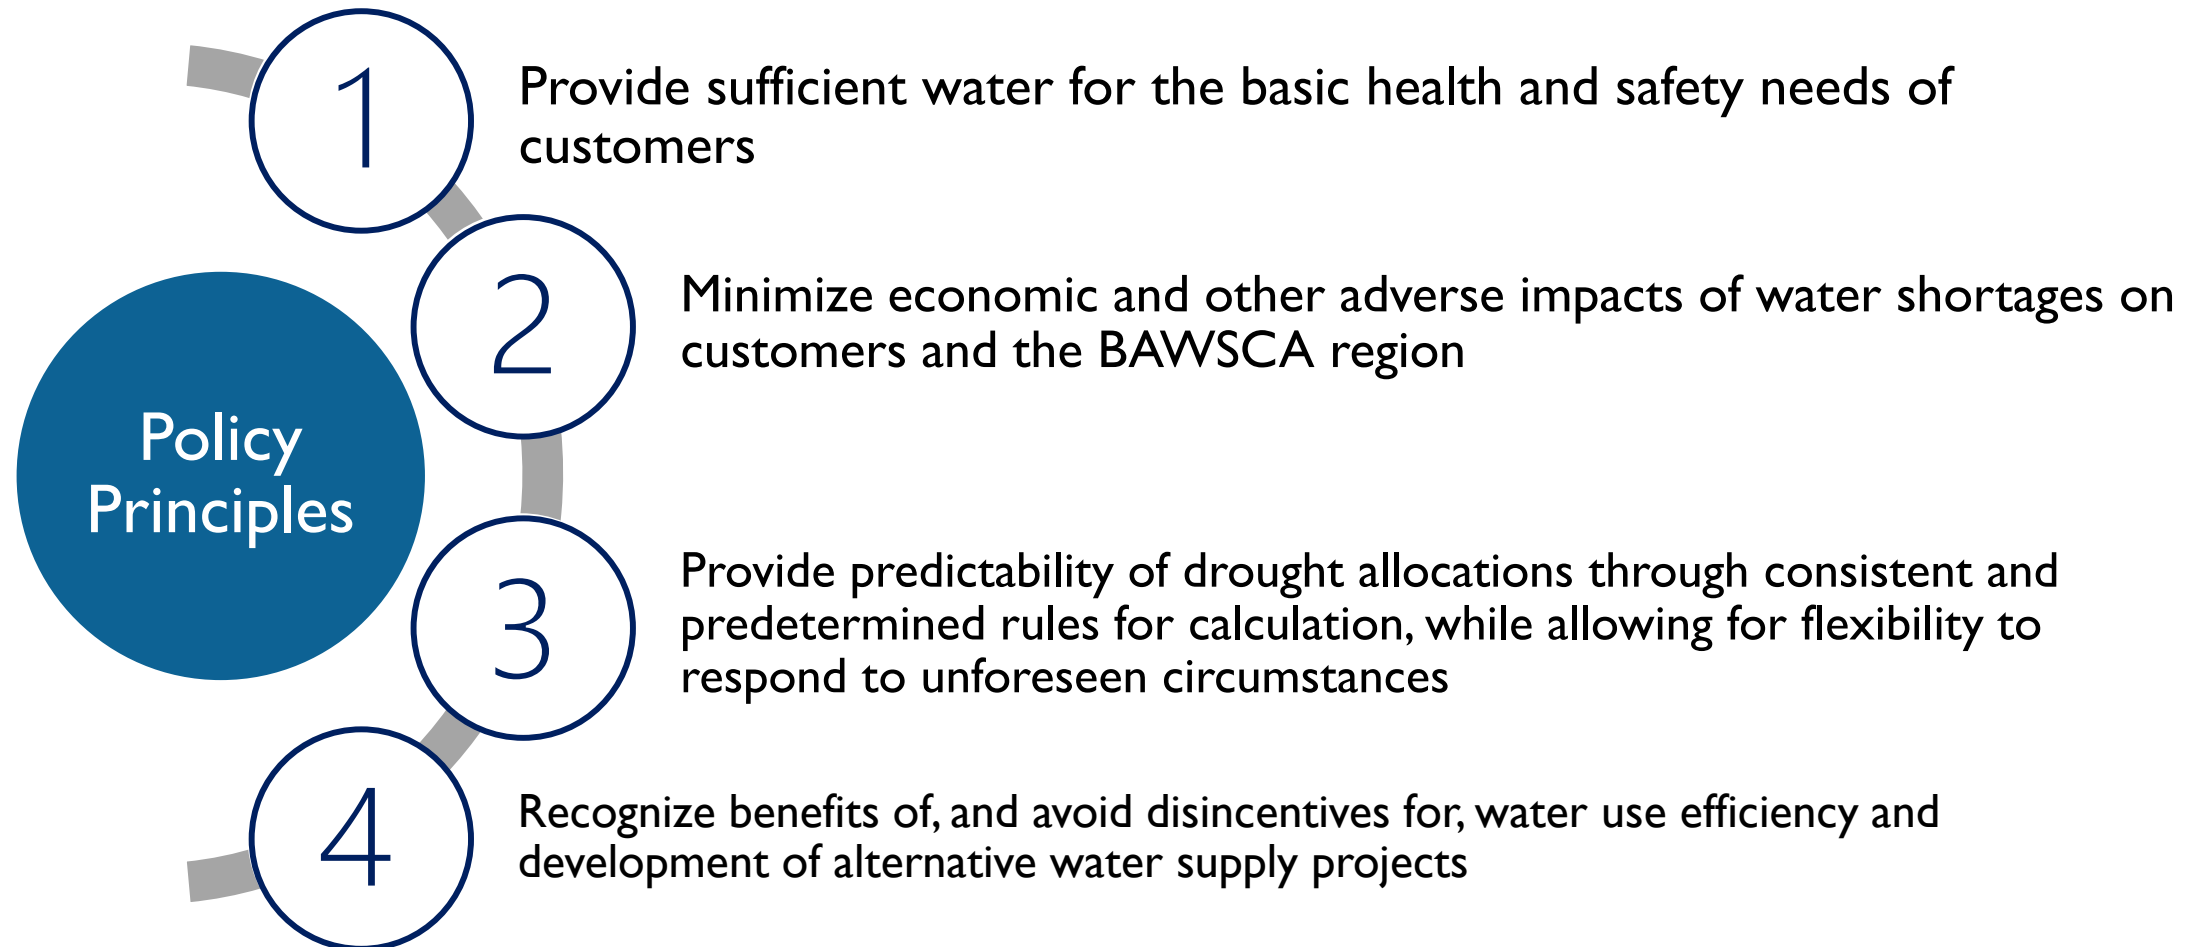 1
Provide sufficient water for the basic health and safety needs of
customers
2
Minimize economic and other adverse impacts of water shortages on
customers and the BAWSCA region
Policy
Principles
3
Provide predictability of drought allocations through consistent and
predetermined rules for calculation, while allowing for flexibility to
respond to unforeseen circumstances
4
Recognize benefits of, and avoid disincentives for, water use efficiency and
development of alternative water supply projects